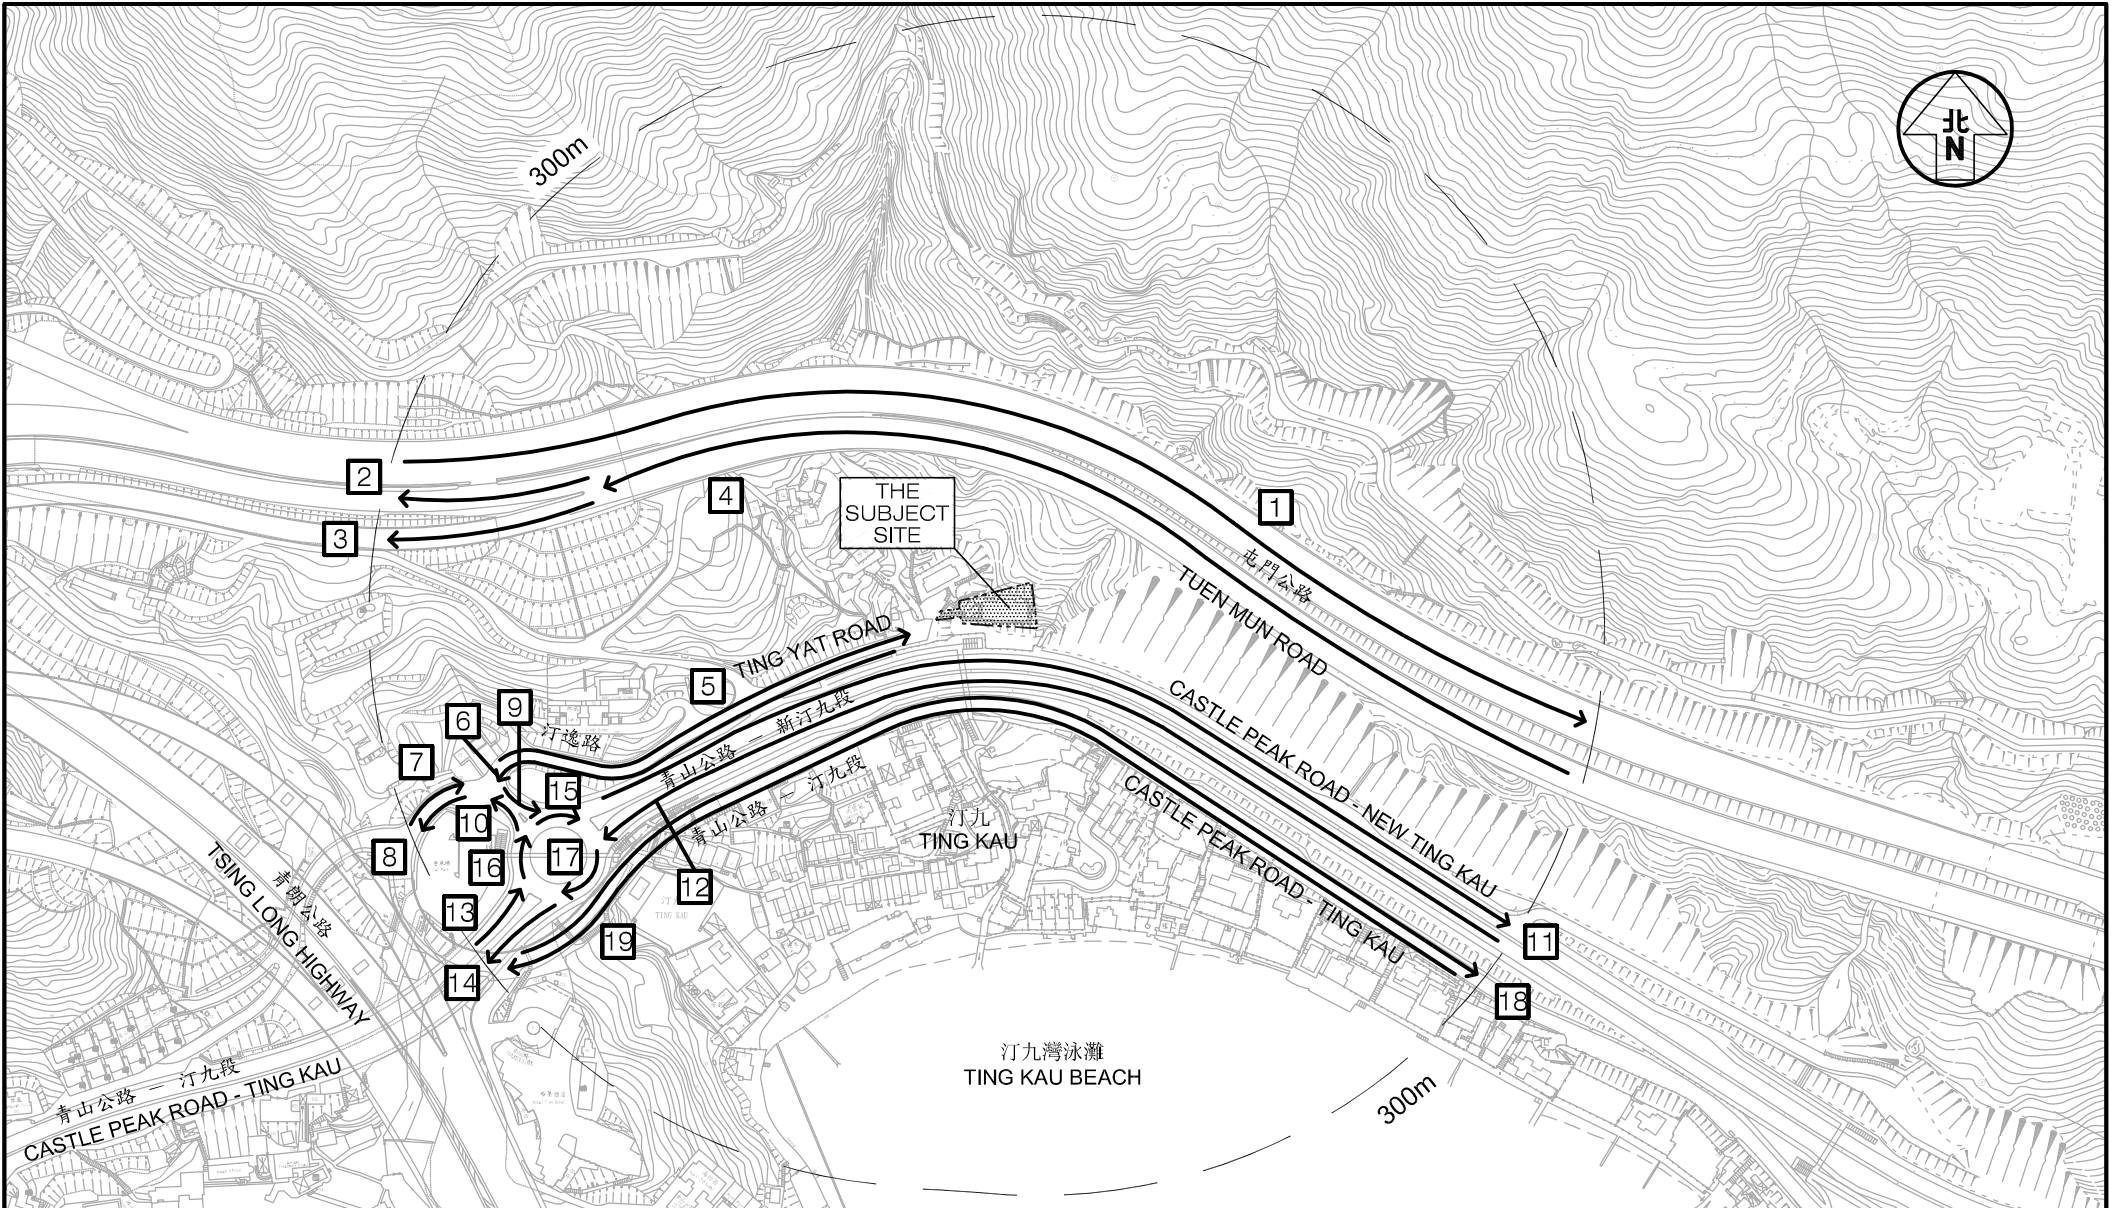 300m
北
N
2
3
4
THE
SUBJECT
SITE
1
屯門公路
TUEN MUN ROAD
TING YAT ROAD
5
6
9
汀逸路
青山公路 — 新汀九段
CASTLE PEAK ROAD - NEW TING KAU
7
15
10
青山公路 — 汀九段
CASTLE PEAK ROAD - TING KAU
汀九
TING KAU
8
16
17
12
13
19
14
11
18
TING KAU
青朗公路
TSING LONG HIGHWAY
青山公路 — 汀九段
CASTLE PEAK ROAD - TING KAU
汀九灣泳灘
TING KAU BEACH
300m